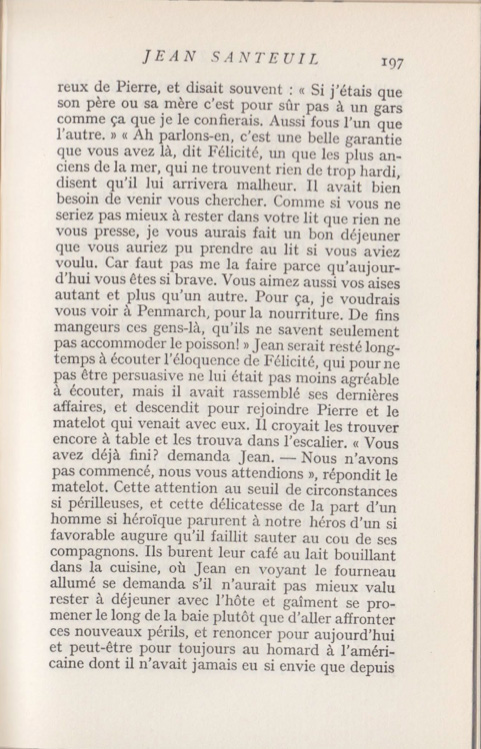 JEAN SANTEUIL 197
reux de Pierre, et disait souvent : « Si j'étais que
son père ou sa mère c'est pour sûr pas à un gars
comme ça que je le confierais. Aussi fous l'un que
l'autre. » « Ah parlons-en, c'est une belle garantie
que vous avez là, dit Félicité, un que les plus an-
ciens de la mer, qui ne trouvent rien de trop hardi,
disent qu'il lui arrivera malheur. Il avait bien
besoin de venir vous chercher. Comme si vous ne
seriez pas mieux à rester dans votre lit que rien ne
vous presse, je vous aurais fait un bon déjeuner
que vous auriez pu prendre au lit si vous aviez
voulu. Car faut pas me la faire parce qu'aujour-
d'hui vous êtes si brave. Vous aimez aussi vos aises
autant et plus qu'un autre. Pour ça, je voudrais
vous voir à Penmarch, pour la nourriture. De fins
mangeurs ces gens-là, qu'ils ne savent seulement
pas accommoder le poisson! » Jean serait resté long-
temps à écouter l'éloquence de Félicité, qui pour ne
pas être persuasive ne lui était pas moins agréable
à écouter, mais il avait rassemblé ses dernières
affaires, et descendit pour rejoindre Pierre et le
matelot qui venait avec eux. Il croyait les trouver
encore à table et les trouva dans l'escalier. « Vous
avez déjà fini? demanda Jean. — Nous n'avons
pas commencé, nous vous attendions », répondit le
matelot. Cette attention au seuil de circonstances
si périlleuses, et cette délicatesse de la part d'un
homme si héroïque parurent à notre héros d'un si
favorable augure qu'il faillit sauter au cou de ses
compagnons. Ils burent leur café au lait bouillant
dans la cuisine, où Jean en voyant le fourneau
allumé se demanda s'il n'aurait pas mieux valu
rester à déjeuner avec l'hôte et gaîment se pro-
mener le long de la baie plutôt que d'aller affronter
ces nouveaux périls, et renoncer pour aujourd'hui
et peut-être pour toujours au homard à l'améri-
caine dont il n'avait jamais eu si envie que depuis